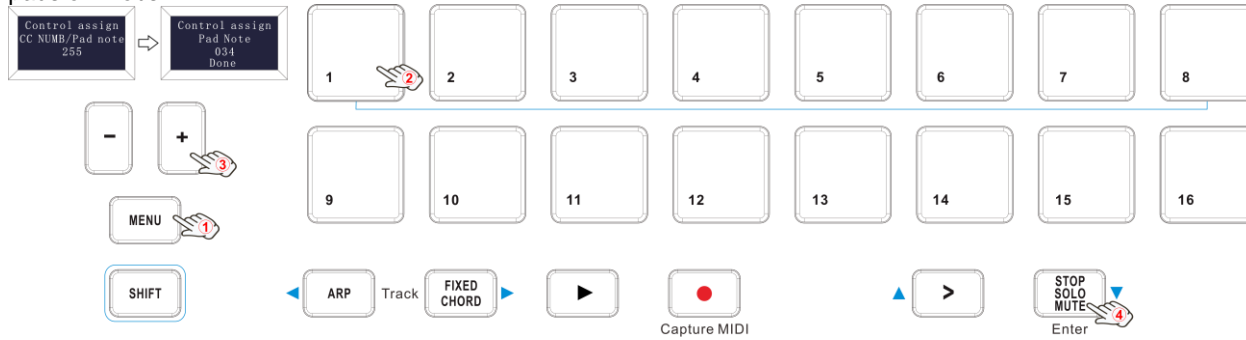 Control assign
CC NUMB/Pad note
255
Control assign
Pad Note
034
Done
1 2 3 4 5 6 7 8
②
- +
③
9 10 11 12 13 14 15 16
MENU
①
SHIFT
ARP
Track
FIXED
CHORD
Capture MIDI
>
STOP
SOLO
MUTE
④
Enter